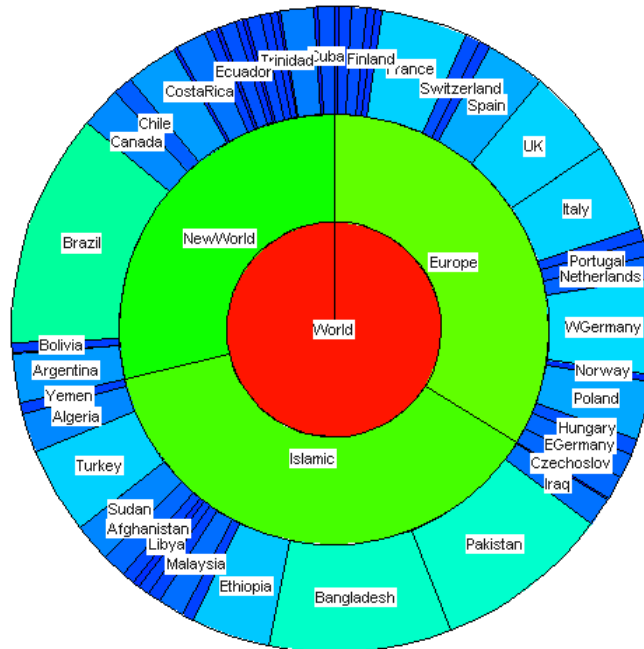 Trinidad
Cuba
Finland
France
Ecuador
CostaRica
Switzerland
Spain
Chile
Canada
UK
NewWorld
Italy
Brazil
Europe
Portugal
Netherlands
World
WGermany
Bolivia
Argentina
Norway
Yemen
Poland
Algeria
Hungary
EGermany
Islamic
Czechoslov
Turkey
Iraq
Sudan
Afghanistan
Libya
Pakistan
Malaysia
Ethiopia
Bangladesh